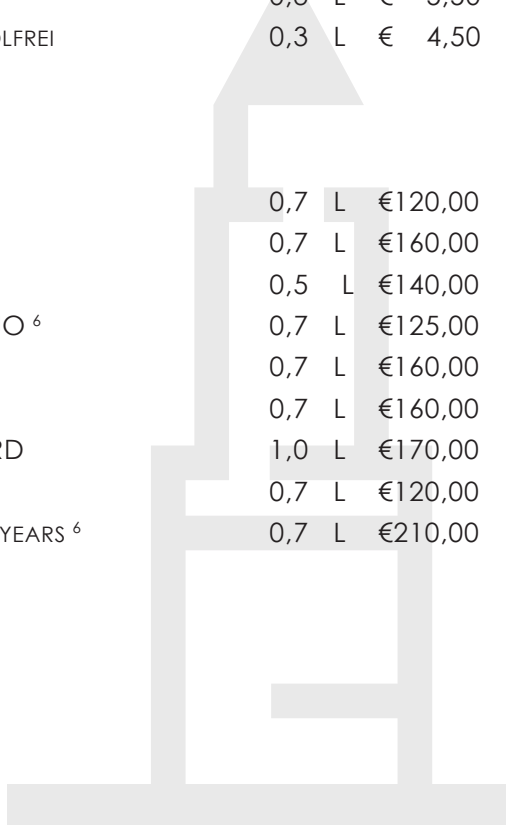 LFREI 0,3 L € 4,50
0,7 L €120,00
0,7 L €160,00
0,5 L €140,00
O ⁶ 0,7 L €125,00
0,7 L €160,00
0,7 L €160,00
RD 1,0 L €170,00
0,7 L €120,00
YEARS ⁶ 0,7 L €210,00